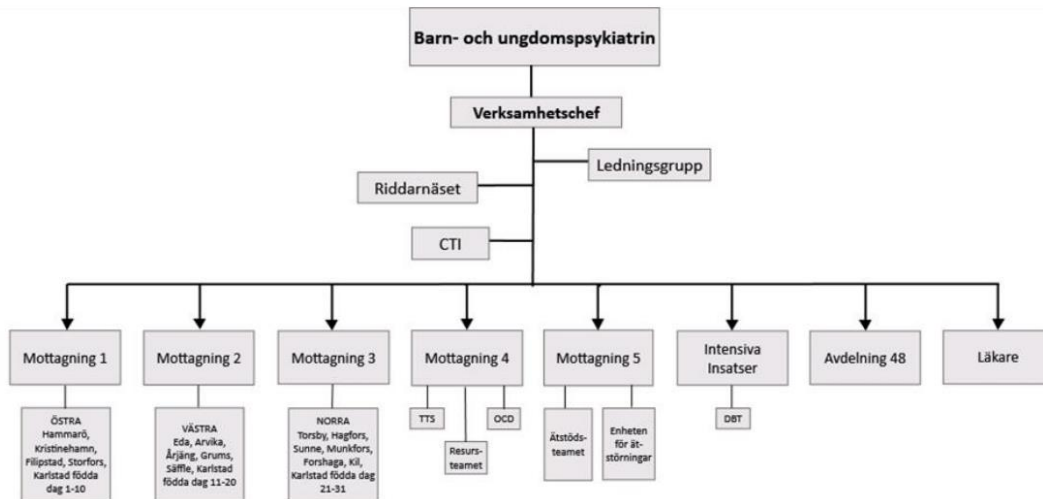 Barn- och ungdomspsykiatrin
Verksamhetschef
Ledningsgrupp
Riddarnäset
CTI
Mottagning 1
Mottagning 2
Mottagning 3
Mottagning 4
Mottagning 5
Intensiva
Insatser
Avdelning 48
Läkare
ÖSTRA
Hammarö,
Kristinehamn,
Filipstad, Storfors,
Karlstad födda
dag 1-10
VÄSTRA
Eda, Arvika,
Årjäng, Grums,
Säffle, Karlstad
födda dag 11-20
NORRA
Torsby, Hagfors,
Sunne, Munkfors,
Forshaga, Kil,
Karlstad födda dag
21-31
TTS
Resurs-
teamet
OCD
Ätstöds-
teamet
Enheten
för ät-
störningar
DBT